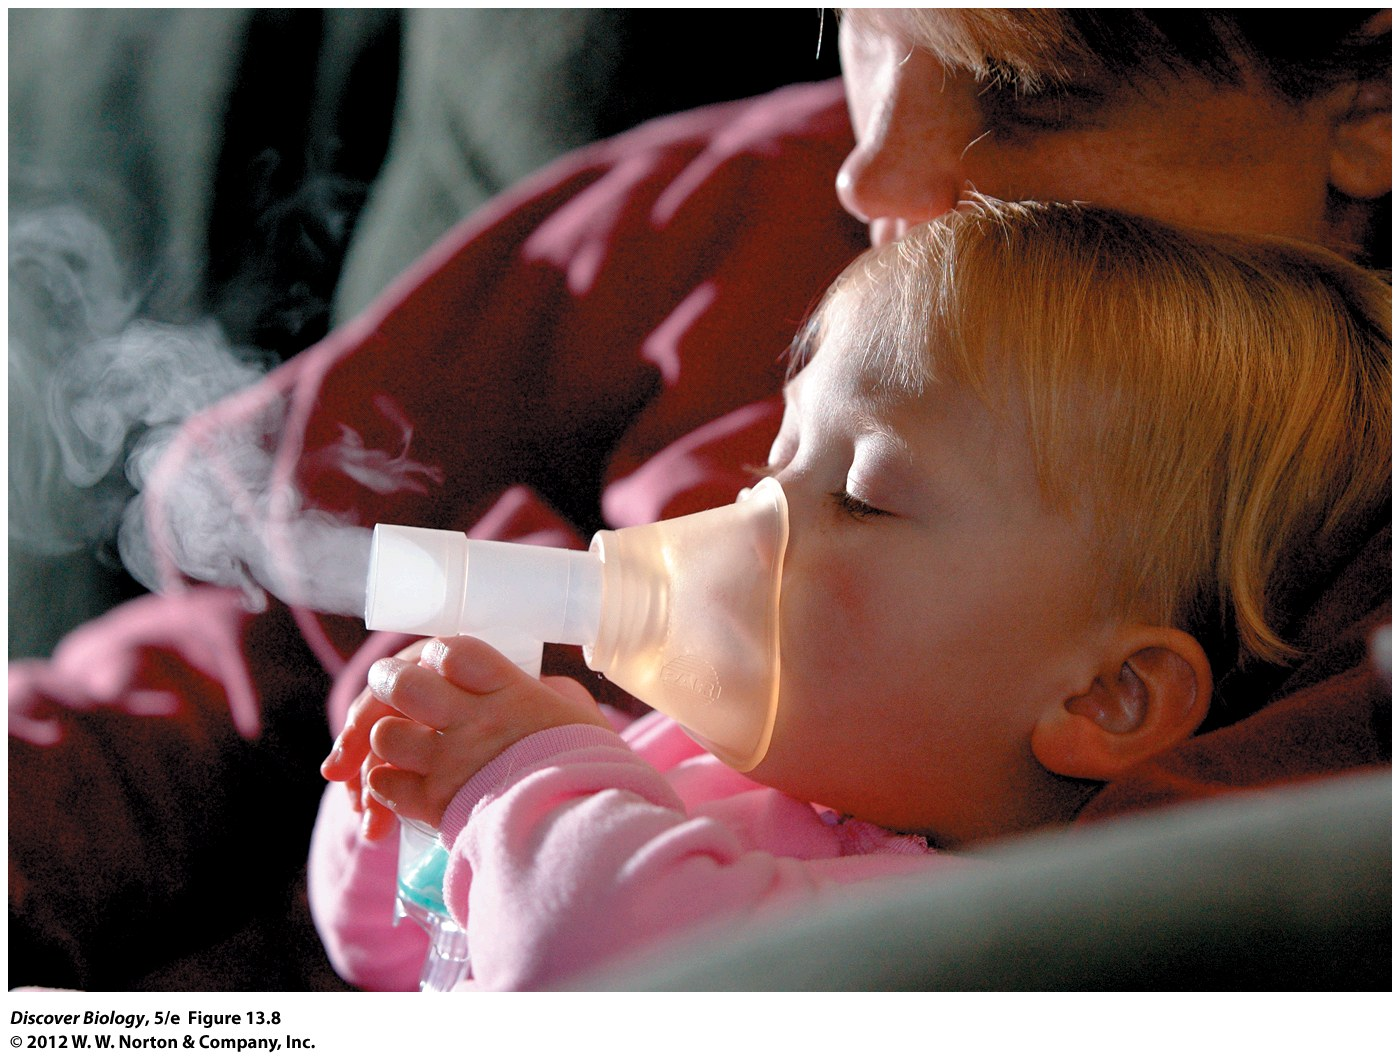 Discover Biology, 5/e Figure 13.8
© 2012 W. W. Norton & Company, Inc.